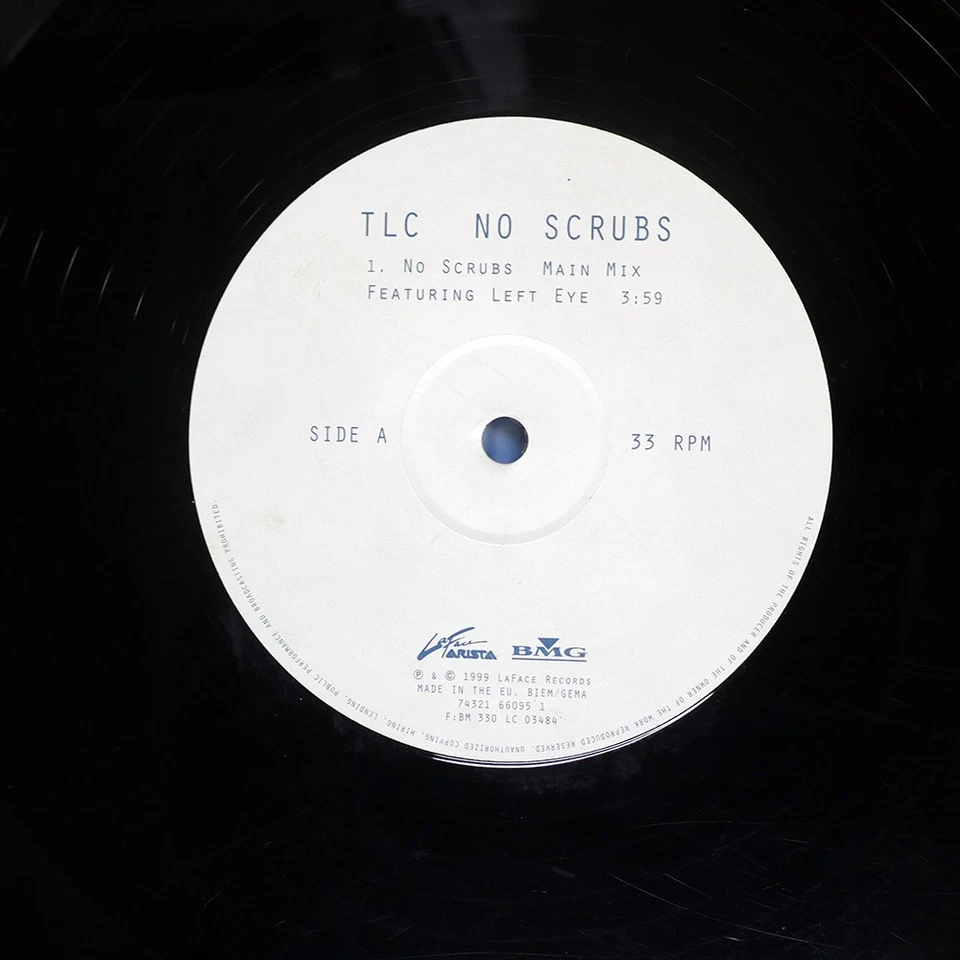 TLC NO SCRUBS
1. NO SCRUBS MAIN MIX
FEATURING LEFT EYE 3:59
SIDE A
33 RPM
LaFace
ARISTA
BMG
℗ & © 1999 LAFACE RECORDS
MADE IN THE EU. BIEM/GEMA
74321 66095 1
F:BM 330 LC 03484
ALL RIGHTS OF THE PRODUCER AND OF THE OWNER OF THE WORK REPRODUCED RESERVED. UNAUTHORIZED COPYING, HIRING, LENDING, PUBLIC PERFORMANCE AND BROADCASTING PROHIBITED.